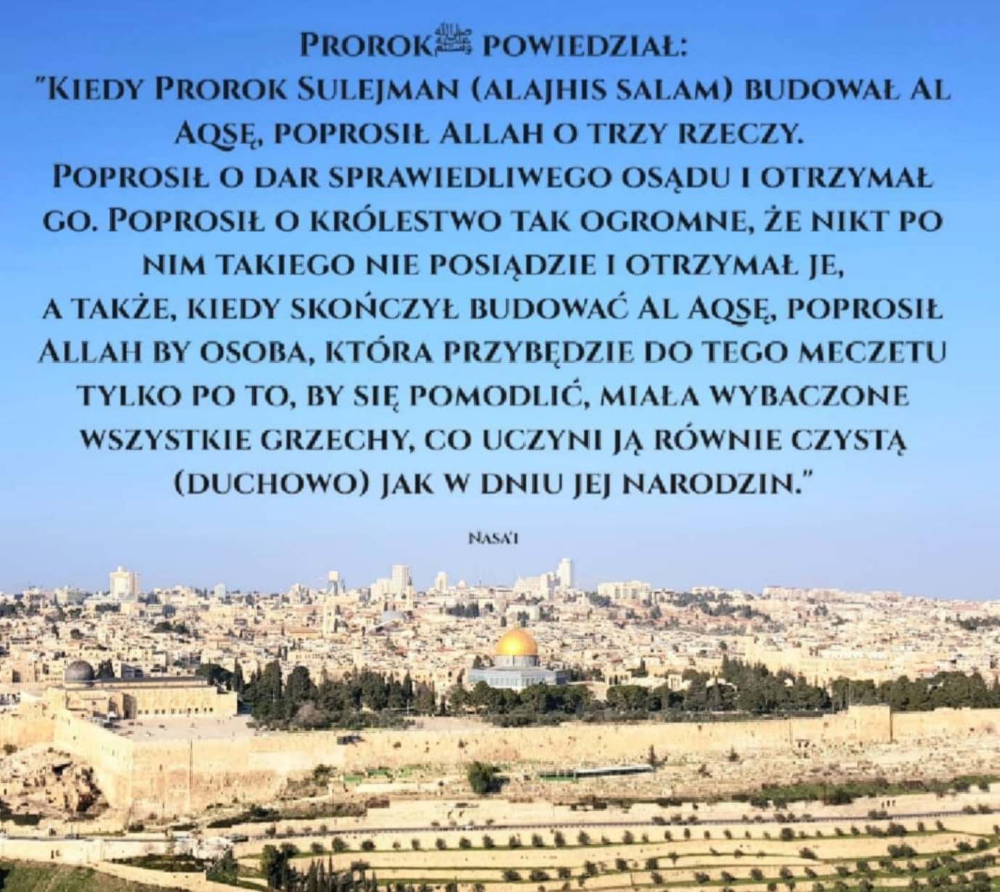 Prorokﷺ powiedział:
"Kiedy Prorok Sulejman (alajhis salam) budował Al
Aqsę, poprosił Allah o trzy rzeczy.
Poprosił o dar sprawiedliwego osądu i otrzymał
go. Poprosił o królestwo tak ogromne, że nikt po
nim takiego nie posiądzie i otrzymał je,
a także, kiedy skończył budować Al Aqsę, poprosił
Allah by osoba, która przybędzie do tego meczetu
tylko po to, by się pomodlić, miała wybaczone
wszystkie grzechy, co uczyni ją równie czystą
(duchowo) jak w dniu jej narodzin."
Nasa'i